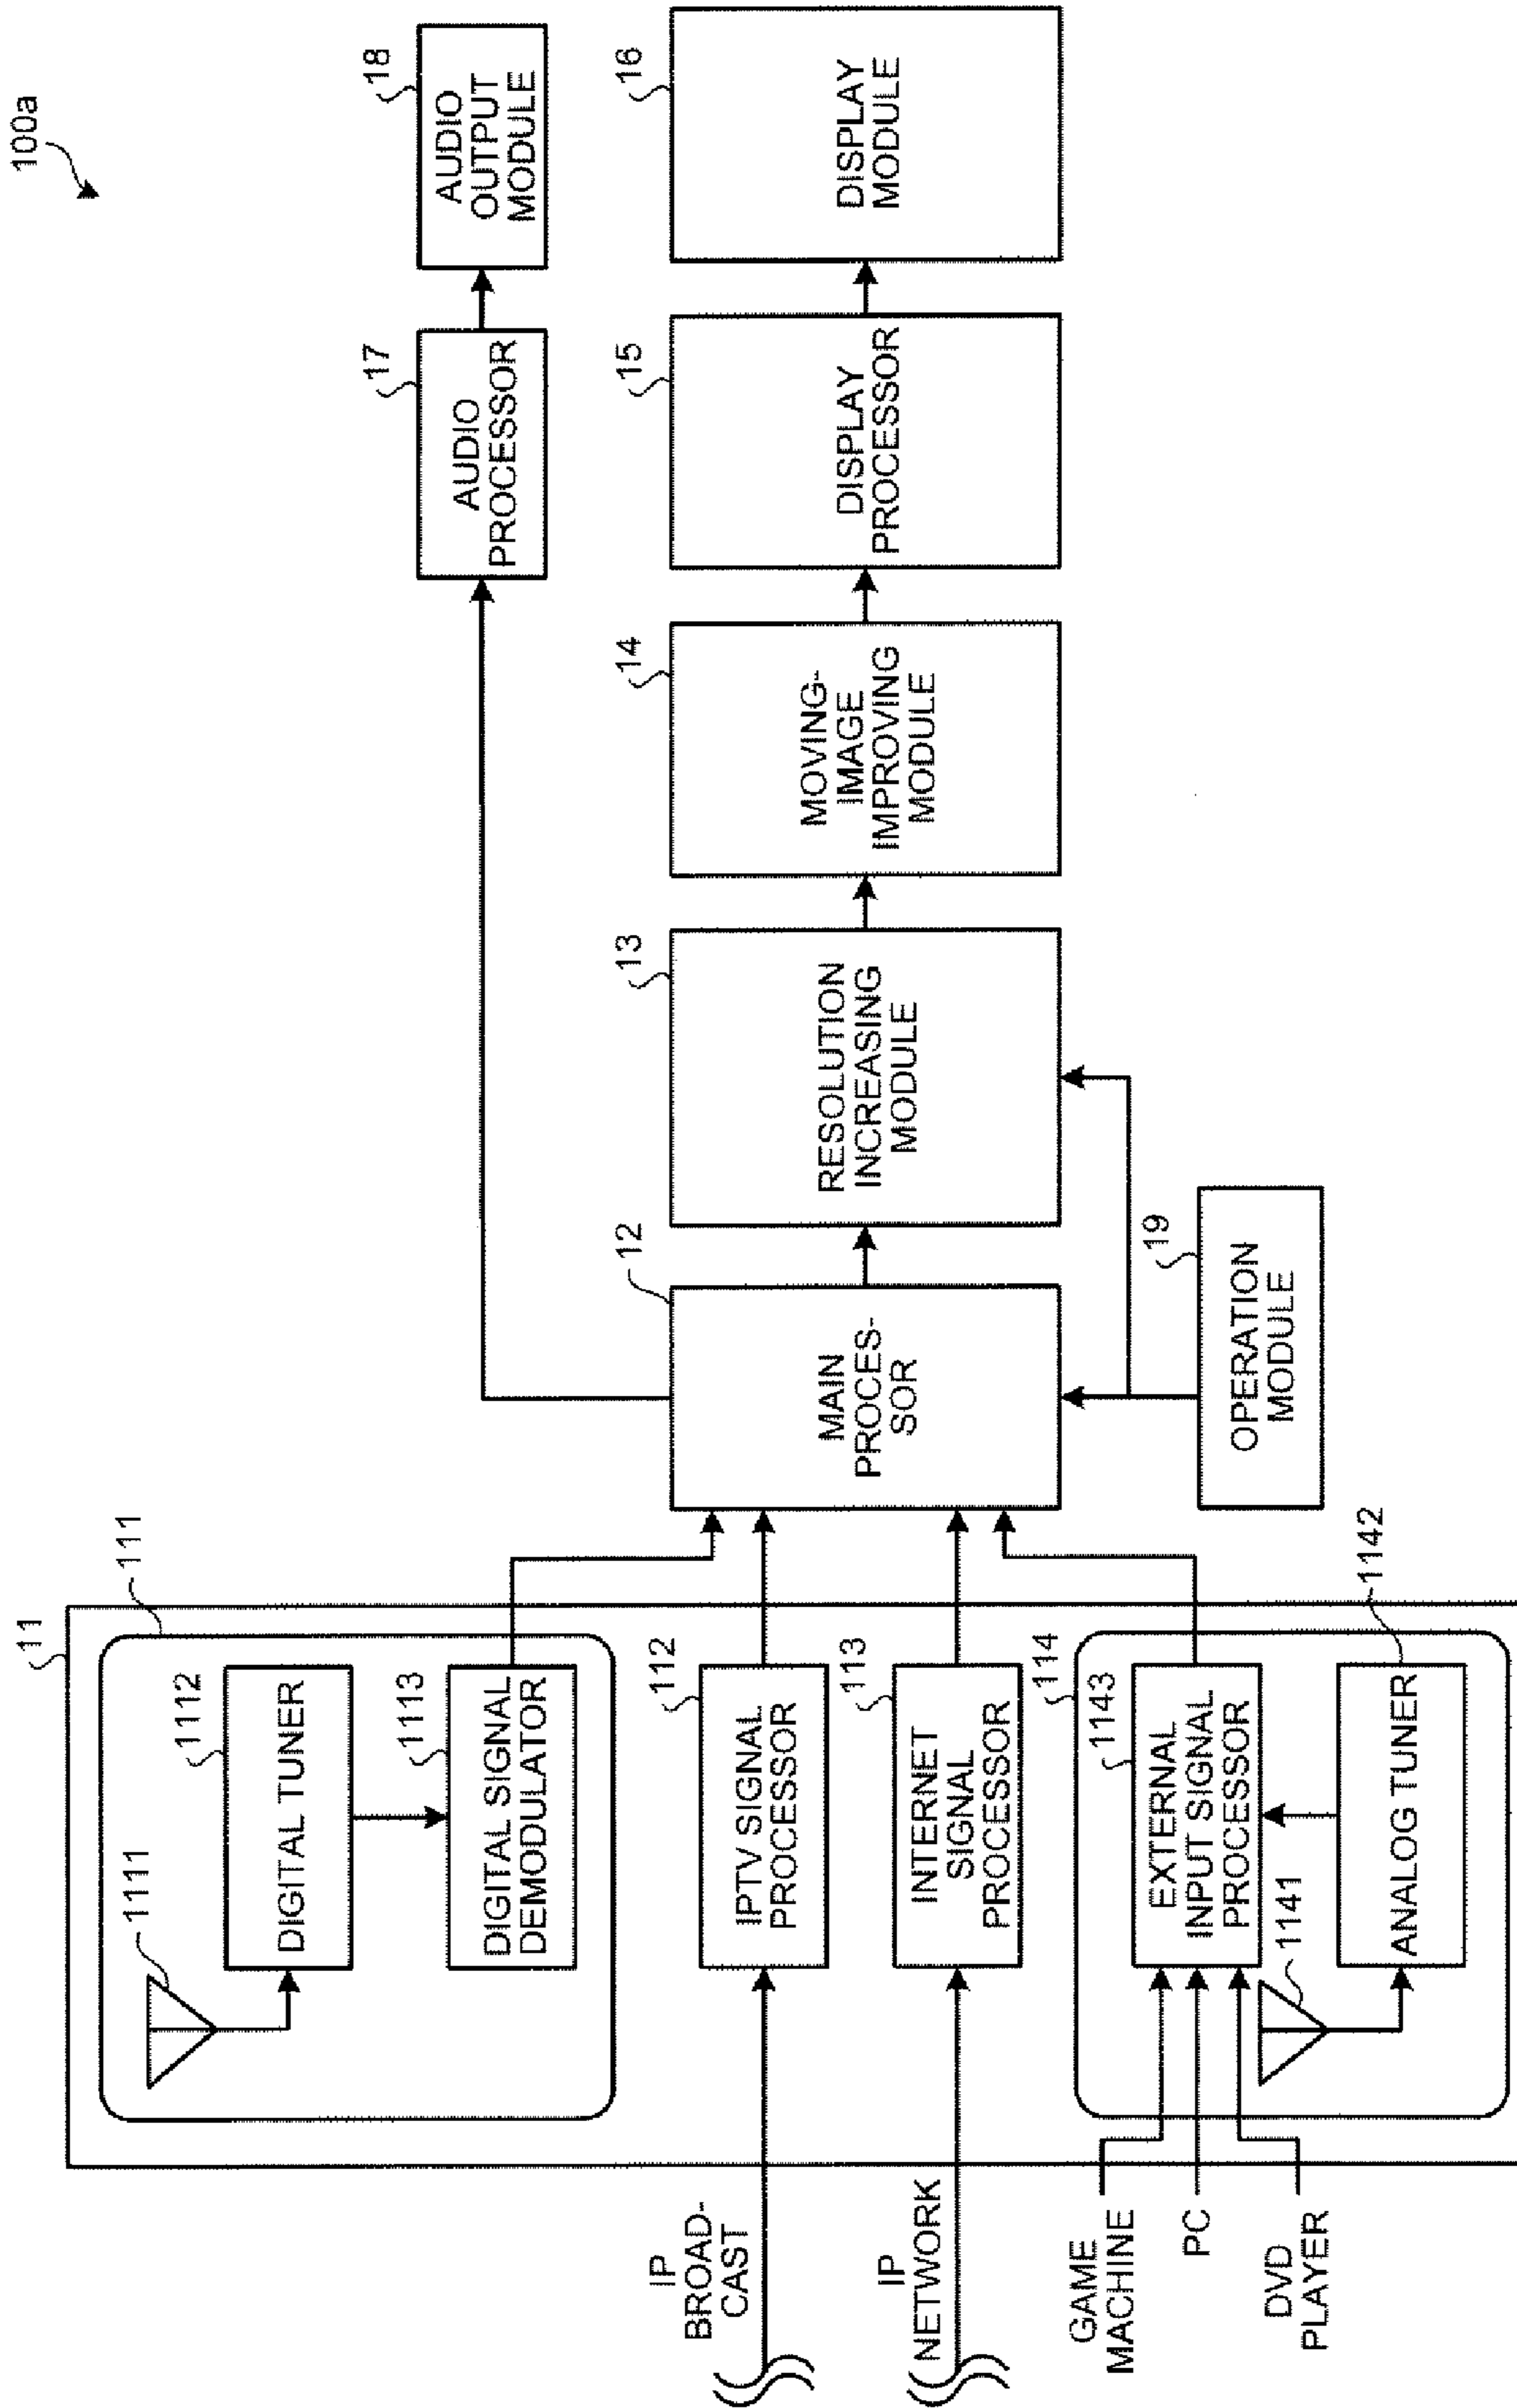 100a
11
111
1111
1112
DIGITAL TUNER
1113
DIGITAL SIGNAL
DEMODULATOR
IP
BROAD-
CAST
112
IPTV SIGNAL
PROCESSOR
IP
NETWORK
113
INTERNET
SIGNAL
PROCESSOR
GAME
MACHINE
PC
DVD
PLAYER
114
1143
EXTERNAL
INPUT SIGNAL
PROCESSOR
1141
1142
ANALOG TUNER
12
MAIN
PROCES-
SOR
19
OPERATION
MODULE
13
RESOLUTION
INCREASING
MODULE
14
MOVING-
IMAGE
IMPROVING
MODULE
15
DISPLAY
PROCESSOR
16
DISPLAY
MODULE
17
AUDIO
PROCESSOR
18
AUDIO
OUTPUT
MODULE